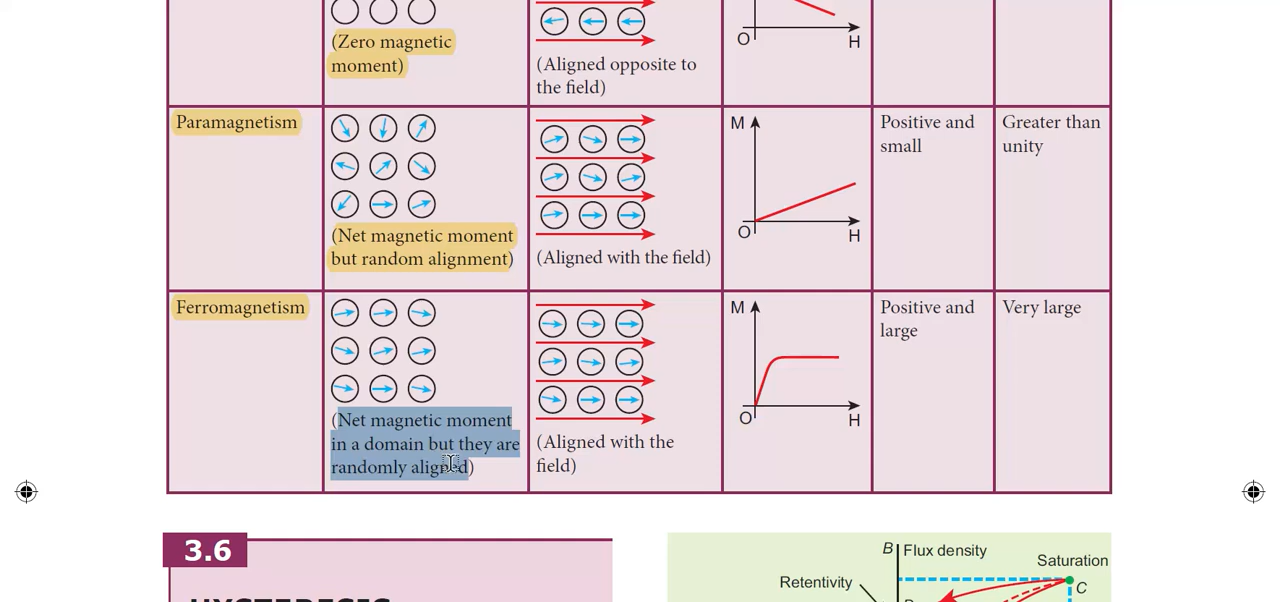 (Zero magnetic
moment)
O
H
(Aligned opposite to
the field)
Paramagnetism
(Net magnetic moment
but random alignment)
(Aligned with the field)
M
O
H
Positive and
small
Greater than
unity
Ferromagnetism
(Net magnetic moment
in a domain but they are
randomly aligned)
(Aligned with the
field)
M
O
H
Positive and
large
Very large
3.6
B
Flux density
Saturation
C
Retentivity